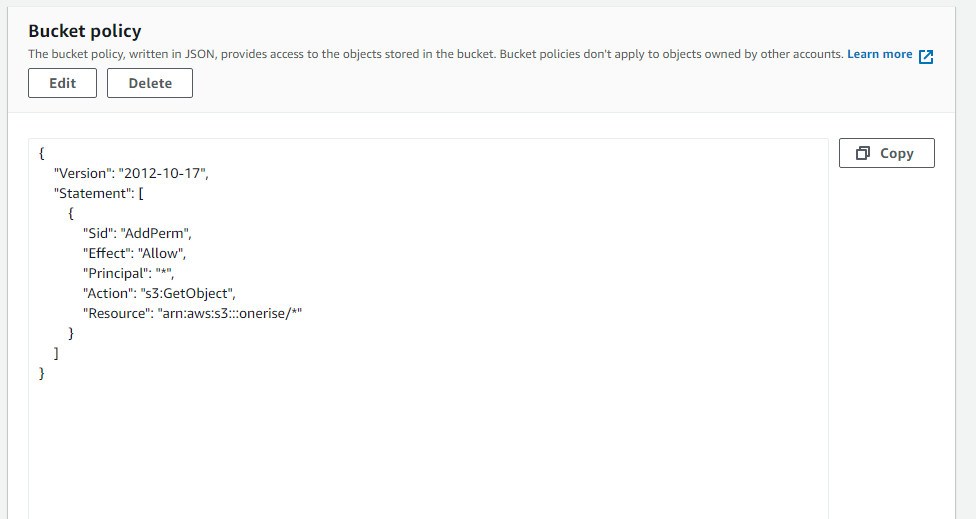 Bucket policy
The bucket policy, written in JSON, provides access to the objects stored in the bucket. Bucket policies don't apply to objects owned by other accounts. Learn more
Edit Delete
Copy
{
"Version": "2012-10-17",
"Statement": [
{
"Sid": "AddPerm",
"Effect": "Allow",
"Principal": "*",
"Action": "s3:GetObject",
"Resource": "arn:aws:s3:::onerise/*"
}
]
}